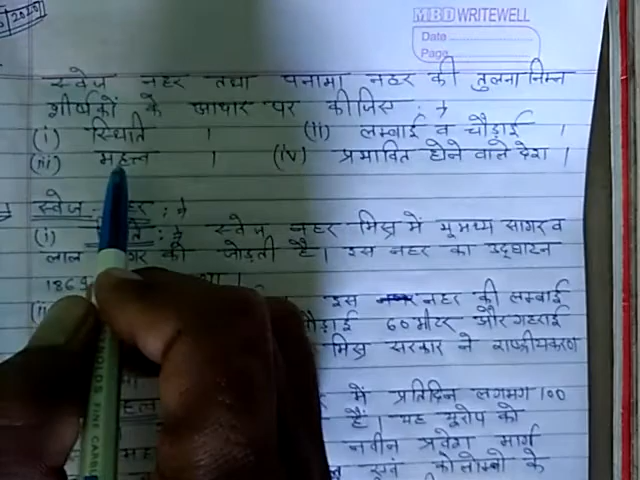 2020
MBD WRITEWELL
Date
Page
स्वेज नहर तथा पनामा नहर की तुलना निम्न
शीर्षकों के आधार पर कीजिए : →
(i) स्थिति । (ii) लम्बाई व चौड़ाई ।
(iii) महत्त्व । (iv) प्रभावित होने वाले देश ।
स्वेज नहर : →
(i) : → स्वेज नहर मिस्र में भूमध्य सागर व
लाल को जोड़ती है। इस नहर का उद्घाटन
इस नहर की लम्बाई
60 मीटर और गहराई
मिस्र सरकार ने राष्ट्रीयकरण
में प्रतिदिन लगभग 100
है। यह यूरोप को
नवीन प्रवेश मार्ग
एवं कोलम्बो के